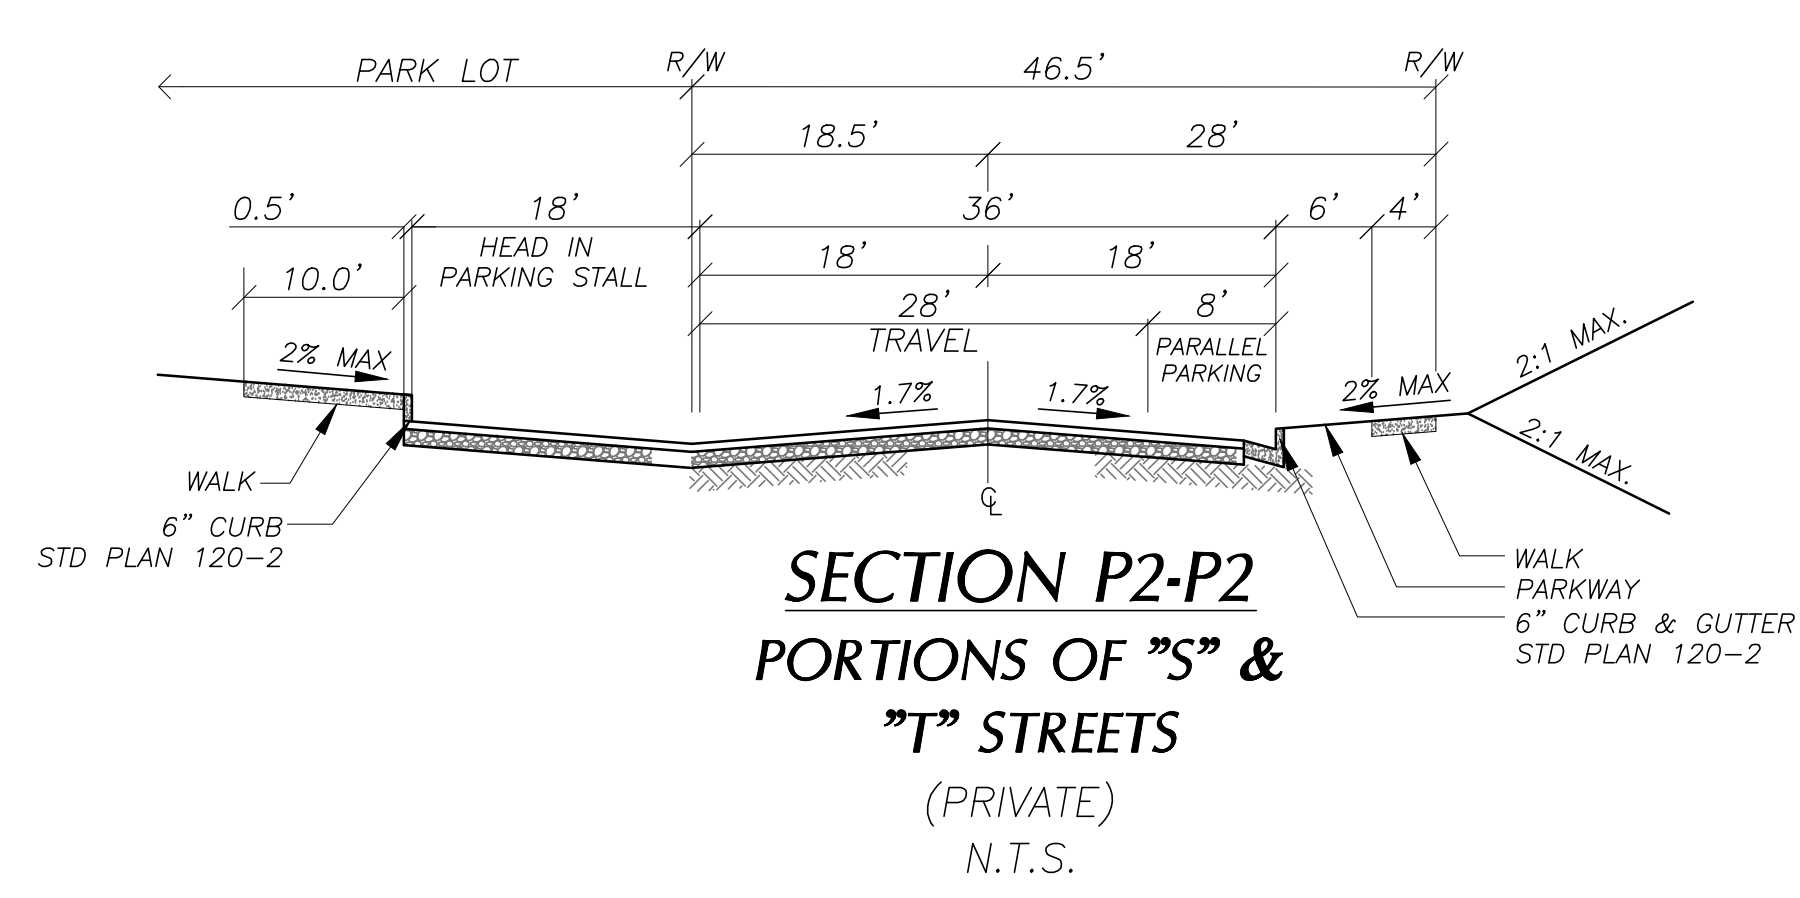 PARK LOT
R/W
46.5'
R/W
18.5'
28'
0.5'
18'
36'
6'
4'
HEAD IN
PARKING STALL
18'
18'
10.0'
28'
TRAVEL
8'
PARALLEL
PARKING
2% MAX
1.7%
1.7%
2% MAX
2:1 MAX.
2:1 MAX.
WALK
6" CURB
STD PLAN 120-2
CL
WALK
PARKWAY
6" CURB & GUTTER
STD PLAN 120-2
SECTION P2-P2
PORTIONS OF "S" &
"T" STREETS
(PRIVATE)
N.T.S.